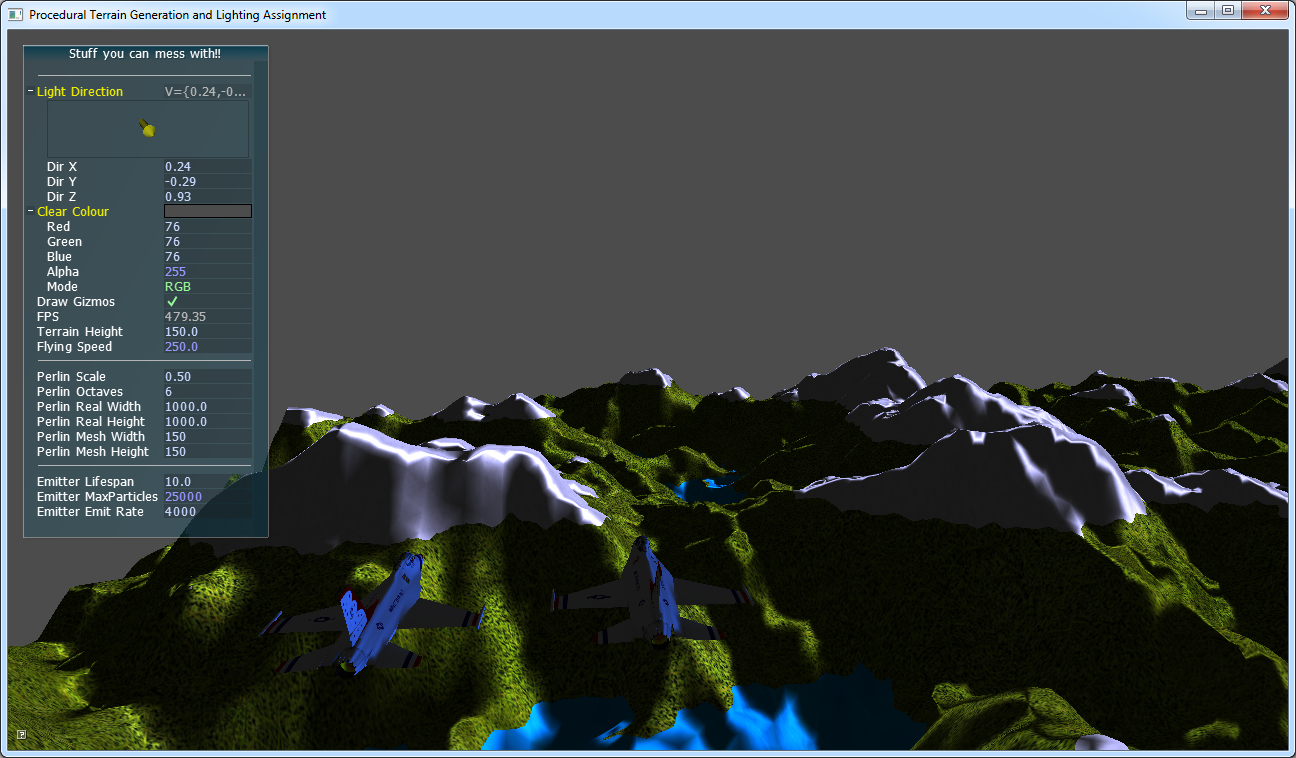 Procedural Terrain Generation and Lighting Assignment
Stuff you can mess with!!
Light Direction V={0.24,-0...
Dir X 0.24
Dir Y -0.29
Dir Z 0.93
Clear Colour
Red 76
Green 76
Blue 76
Alpha 255
Mode RGB
Draw Gizmos ✓
FPS 479.35
Terrain Height 150.0
Flying Speed 250.0
Perlin Scale 0.50
Perlin Octaves 6
Perlin Real Width 1000.0
Perlin Real Height 1000.0
Perlin Mesh Width 150
Perlin Mesh Height 150
Emitter Lifespan 10.0
Emitter MaxParticles 25000
Emitter Emit Rate 4000
?